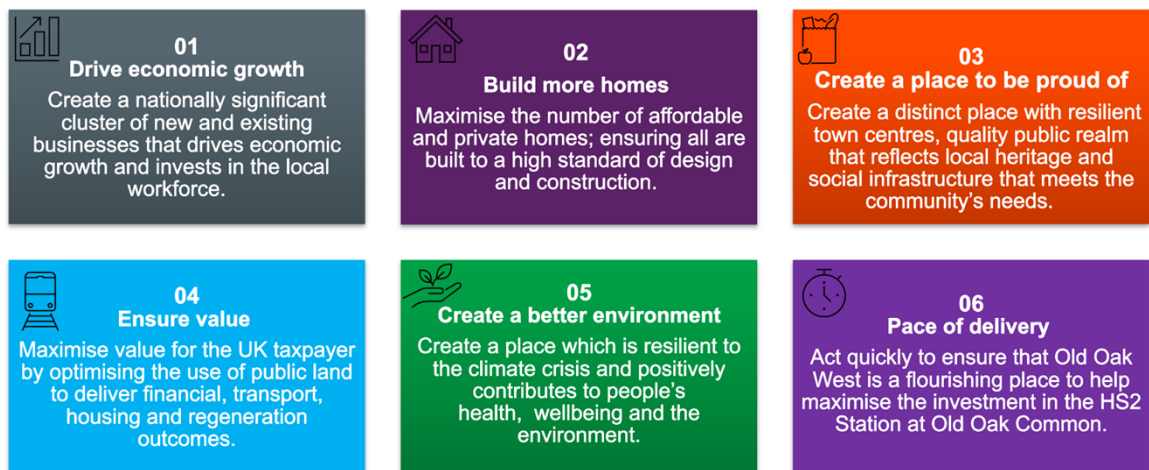 01
Drive economic growth
Create a nationally significant
cluster of new and existing
businesses that drives economic
growth and invests in the local
workforce.
02
Build more homes
Maximise the number of affordable
and private homes; ensuring all are
built to a high standard of design
and construction.
03
Create a place to be proud of
Create a distinct place with resilient
town centres, quality public realm
that reflects local heritage and
social infrastructure that meets the
community’s needs.
04
Ensure value
Maximise value for the UK taxpayer
by optimising the use of public land
to deliver financial, transport,
housing and regeneration
outcomes.
05
Create a better environment
Create a place which is resilient to
the climate crisis and positively
contributes to people’s
health,  wellbeing and the
environment.
06
Pace of delivery
Act quickly to ensure that Old Oak
West is a flourishing place to help
maximise the investment in the HS2
Station at Old Oak Common.